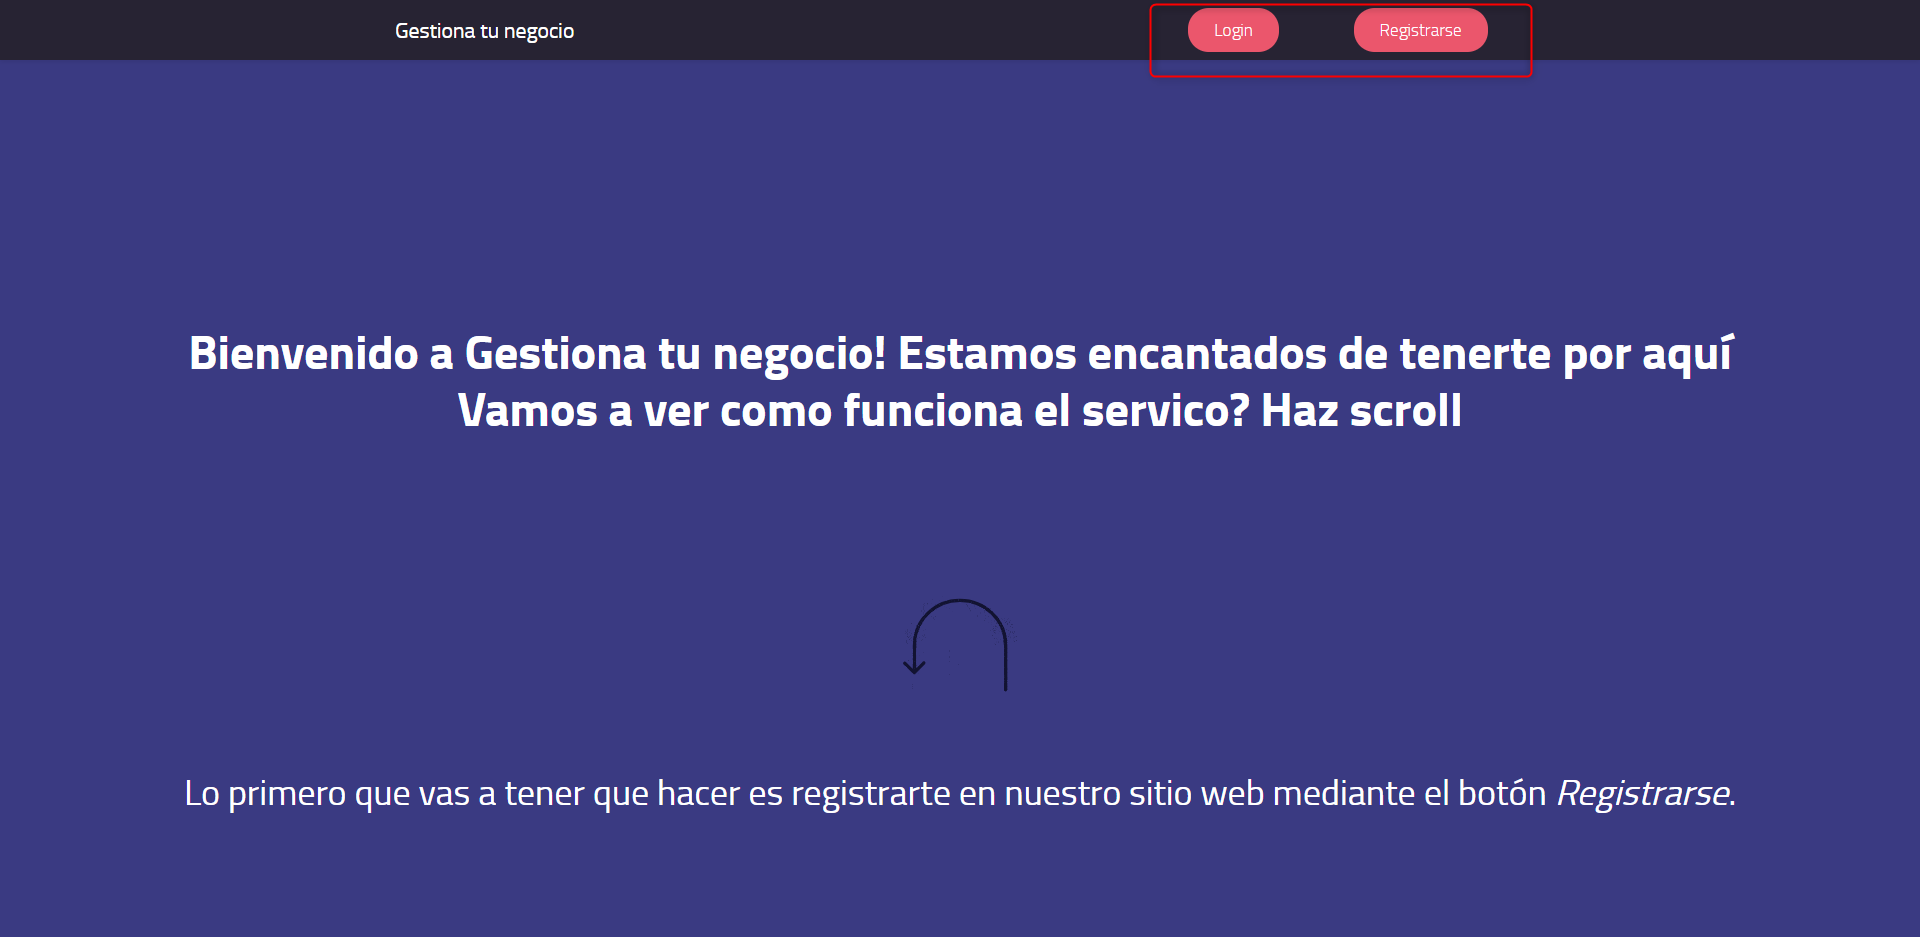 Gestiona tu negocio
Login
Registrarse
Bienvenido a Gestiona tu negocio! Estamos encantados de tenerte por aquí
Vamos a ver como funciona el servico? Haz scroll
Lo primero que vas a tener que hacer es registrarte en nuestro sitio web mediante el botón Registrarse.